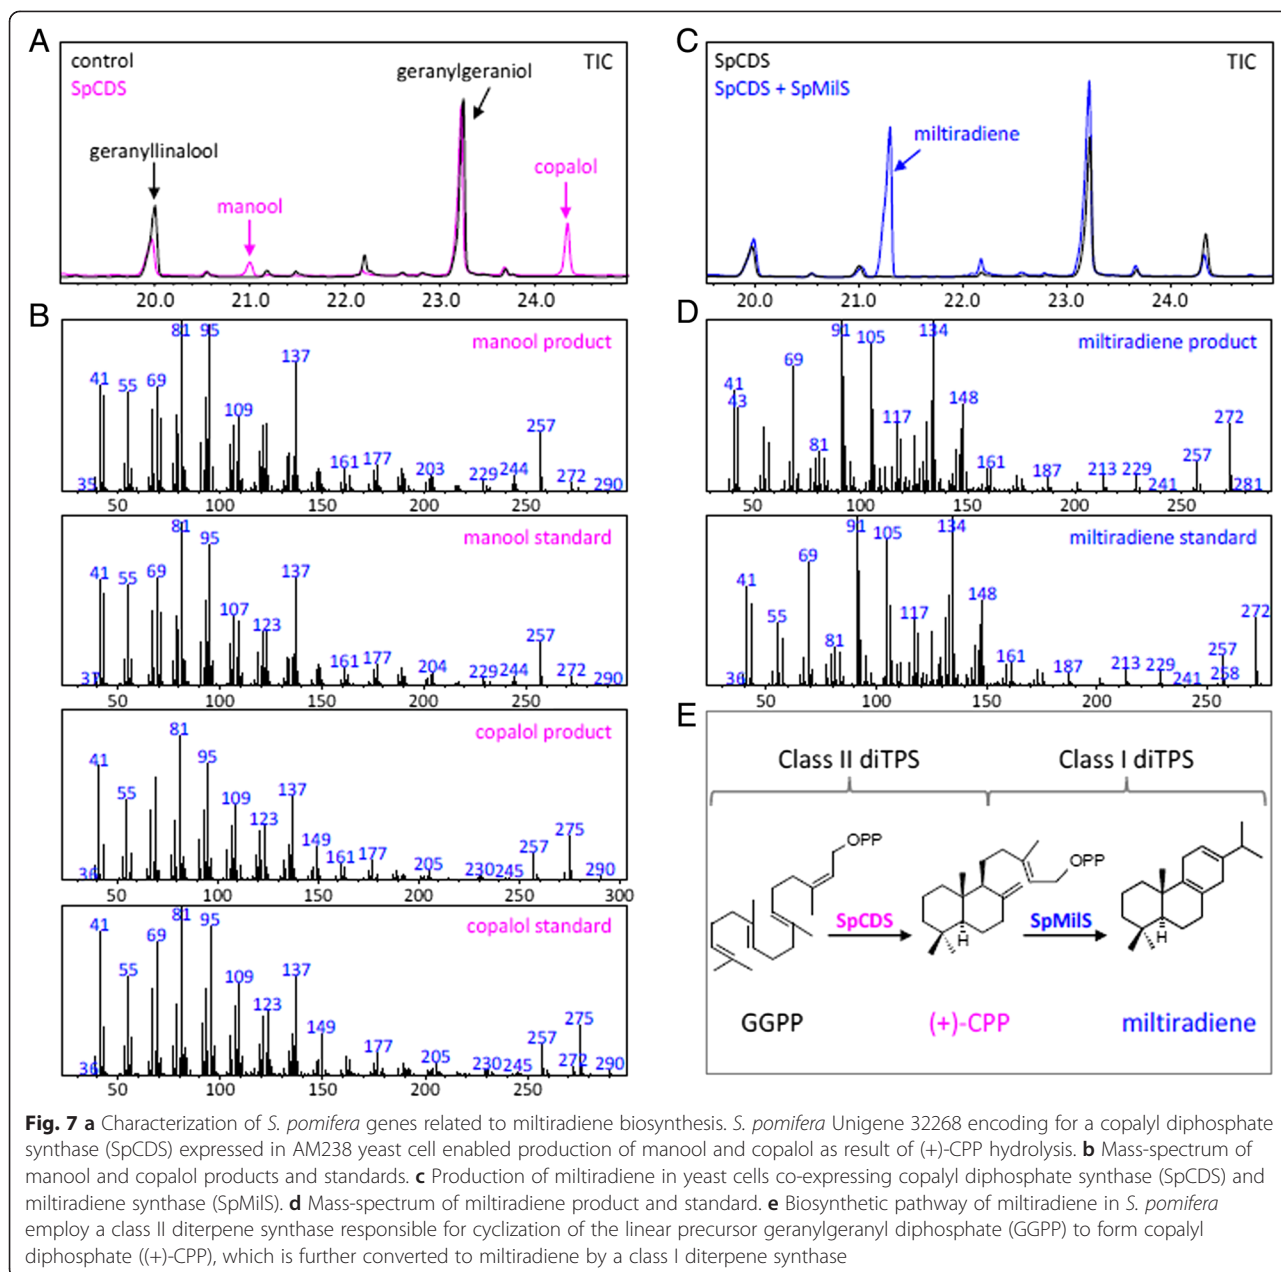 A
control
SpCDS
TIC
geranylgeraniol
geranyllinalool
manool
copalol
20.0 21.0 22.0 23.0 24.0
C
SpCDS
SpCDS + SpMilS
TIC
miltiradiene
20.0 21.0 22.0 23.0 24.0
B
manool product
81 95
137
41 55 69
109
257
161 177 203 229 244 272 290
35
50 100 150 200 250
manool standard
81
95
41 55 69
137
107
123
257
161 177 204 229 244 272 290
50 100 150 200 250
copalol product
81
41
95
55
109
137
123
149
161 177 205 230 245 257 275 290
36
50 100 150 200 250 300
copalol standard
81 95
41
69
55
109
137
123
149
177 205 230 245 257 272 275 290
36
50 100 150 200 250
D
miltiradiene product
91 105 134
69
41
43
148
117
81
161 187 213 229 241 257 272 281
50 100 150 200 250
miltiradiene standard
91 105 134
69
41
55
148
117
81
161 187 213 229 241 257 258 272
36
50 100 150 200 250
E
Class II diTPS
Class I diTPS
OPP
OPP
SpCDS
SpMilS
H
H
GGPP
(+)-CPP
miltiradiene
Fig. 7 a Characterization of S. pomifera genes related to miltiradiene biosynthesis. S. pomifera Unigene 32268 encoding for a copalyl diphosphate
synthase (SpCDS) expressed in AM238 yeast cell enabled production of manool and copalol as result of (+)-CPP hydrolysis. b Mass-spectrum of
manool and copalol products and standards. c Production of miltiradiene in yeast cells co-expressing copalyl diphosphate synthase (SpCDS) and
miltiradiene synthase (SpMilS). d Mass-spectrum of miltiradiene product and standard. e Biosynthetic pathway of miltiradiene in S. pomifera
employ a class II diterpene synthase responsible for cyclization of the linear precursor geranylgeranyl diphosphate (GGPP) to form copalyl
diphosphate ((+)-CPP), which is further converted to miltiradiene by a class I diterpene synthase